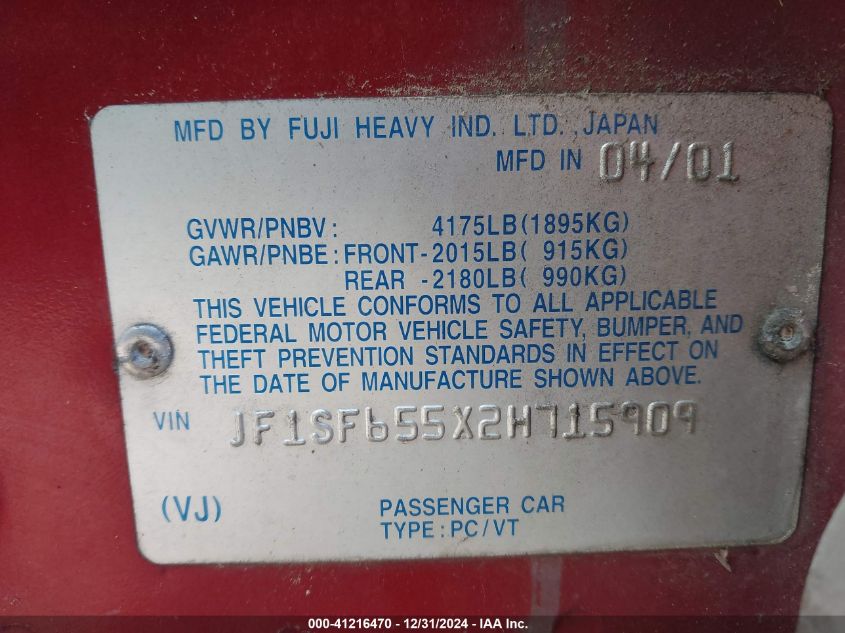 MFD BY FUJI HEAVY IND. LTD., JAPAN
MFD IN 04/01
GVWR/PNBV: 4175LB(1895KG)
GAWR/PNBE: FRONT-2015LB( 915KG)
REAR -2180LB( 990KG)
THIS VEHICLE CONFORMS TO ALL APPLICABLE
FEDERAL MOTOR VEHICLE SAFETY, BUMPER, AND
THEFT PREVENTION STANDARDS IN EFFECT ON
THE DATE OF MANUFACTURE SHOWN ABOVE.
VIN JF1SF655X2H715909
(VJ) PASSENGER CAR
TYPE: PC/VT
000-41216470 - 12/31/2024 - IAA Inc.